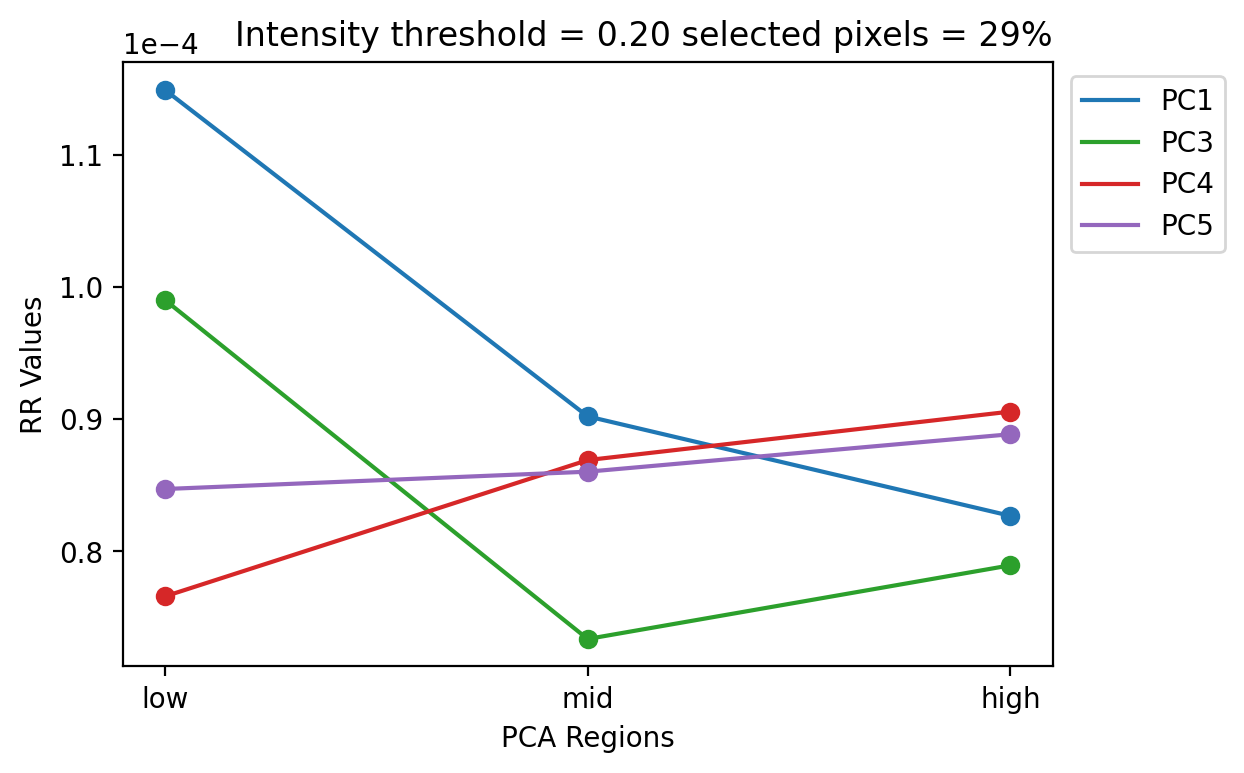 1e−4 Intensity threshold = 0.20 selected pixels = 29%
PC1
PC3
PC4
PC5
RR Values
1.1
1.0
0.9
0.8
low mid high
PCA Regions